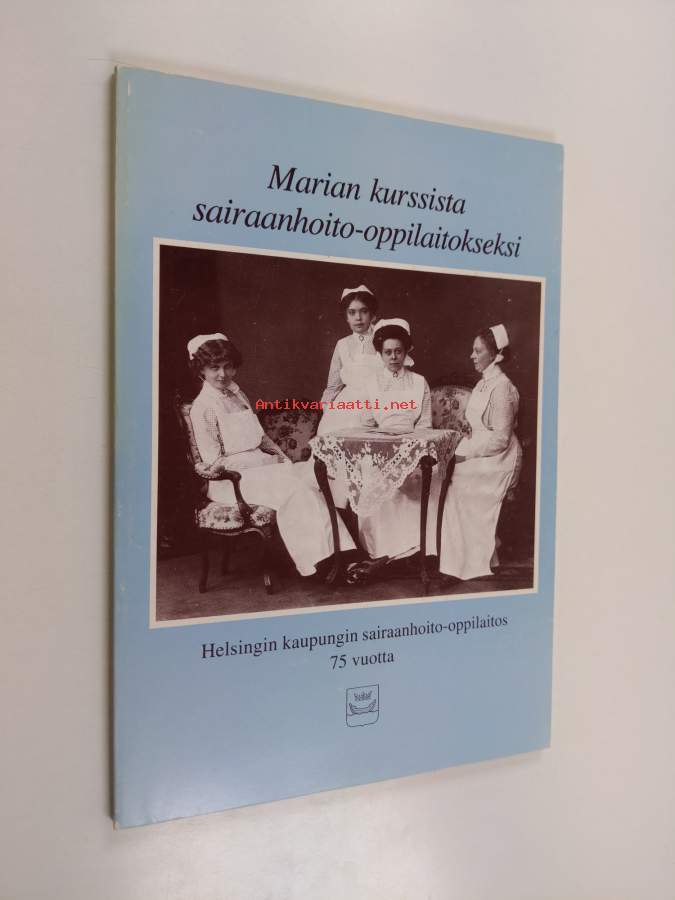 Marian kurssista
sairaanhoito-oppilaitokseksi
Antikvariaatti.net
Helsingin kaupungin sairaanhoito-oppilaitos
75 vuotta